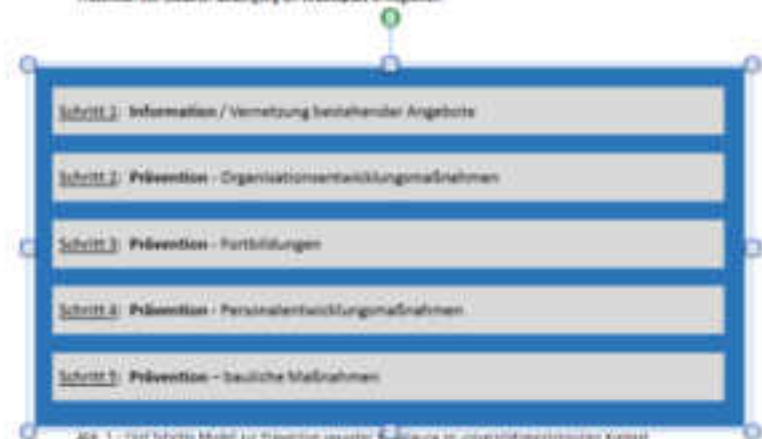 Schritt 1: Information / Vernetzung bestehender Angebote
Schritt 2: Prävention - Organisationsentwicklungsmaßnahmen
Schritt 3: Prävention - Fortbildungen
Schritt 4: Prävention - Personalentwicklungsmaßnahmen
Schritt 5: Prävention – bauliche Maßnahmen